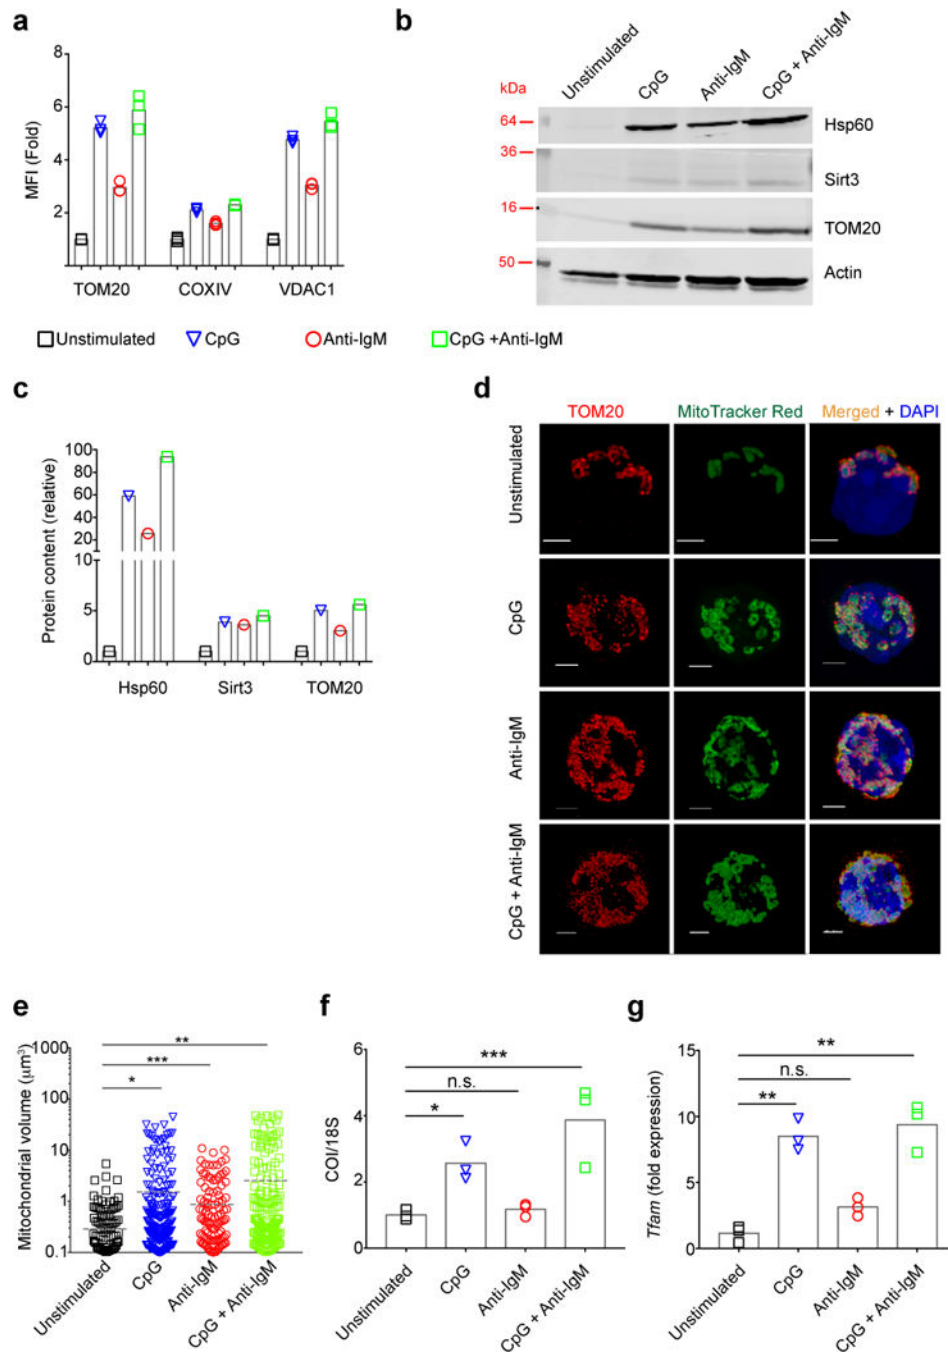 a
8
6
4
2
MFI (Fold)
TOM20 COXIV VDAC1
Unstimulated CpG Anti-IgM CpG +Anti-IgM
b
Unstimulated CpG Anti-IgM CpG + Anti-IgM
kDa
64 Hsp60
36
Sirt3
16
TOM20
50
Actin
c
100
80
60
40
20
10
5
0
Protein content (relative)
Hsp60 Sirt3 TOM20
d
TOM20 MitoTracker Red Merged + DAPI
Unstimulated
CpG
Anti-IgM
CpG + Anti-IgM
e
Mitochondrial volume (μm³)
1000
100
10
1
0.1
**
***
*
Unstimulated CpG Anti-IgM CpG + Anti-IgM
f
COI/18S
6
4
2
0
***
n.s.
*
Unstimulated CpG Anti-IgM CpG + Anti-IgM
g
Tfam (fold expression)
15
10
5
0
**
n.s.
**
Unstimulated CpG Anti-IgM CpG + Anti-IgM